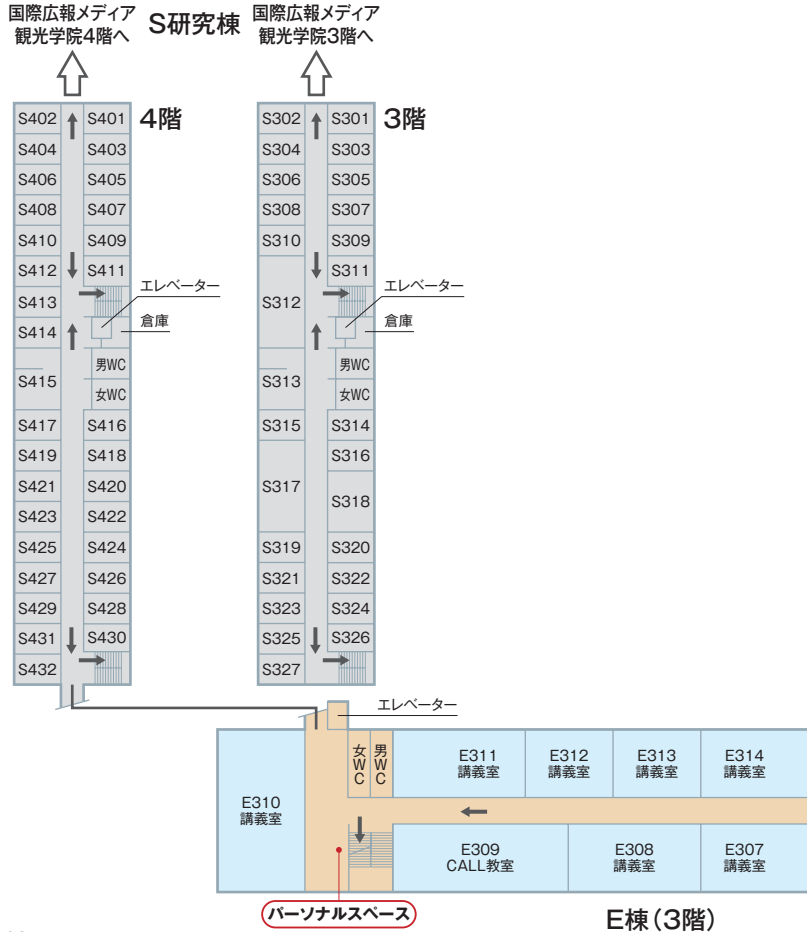 国際広報メディア
観光学院4階へ
S研究棟
国際広報メディア
観光学院3階へ
4階
S402 S401
S404 S403
S406 S405
S408 S407
S410 S409
S412 S411
S413
S414
エレベーター
倉庫
男WC
女WC
S415
S417 S416
S419 S418
S421 S420
S423 S422
S425 S424
S427 S426
S429 S428
S431 S430
S432
3階
S302 S301
S304 S303
S306 S305
S308 S307
S310 S309
S311
S312
エレベーター
倉庫
男WC
女WC
S313
S315 S314
S316
S317
S318
S319 S320
S321 S322
S323 S324
S325 S326
S327
エレベーター
女WC
男WC
E310
講義室
E311
講義室
E312
講義室
E313
講義室
E314
講義室
E309
CALL教室
E308
講義室
E307
講義室
パーソナルスペース
E棟(3階)